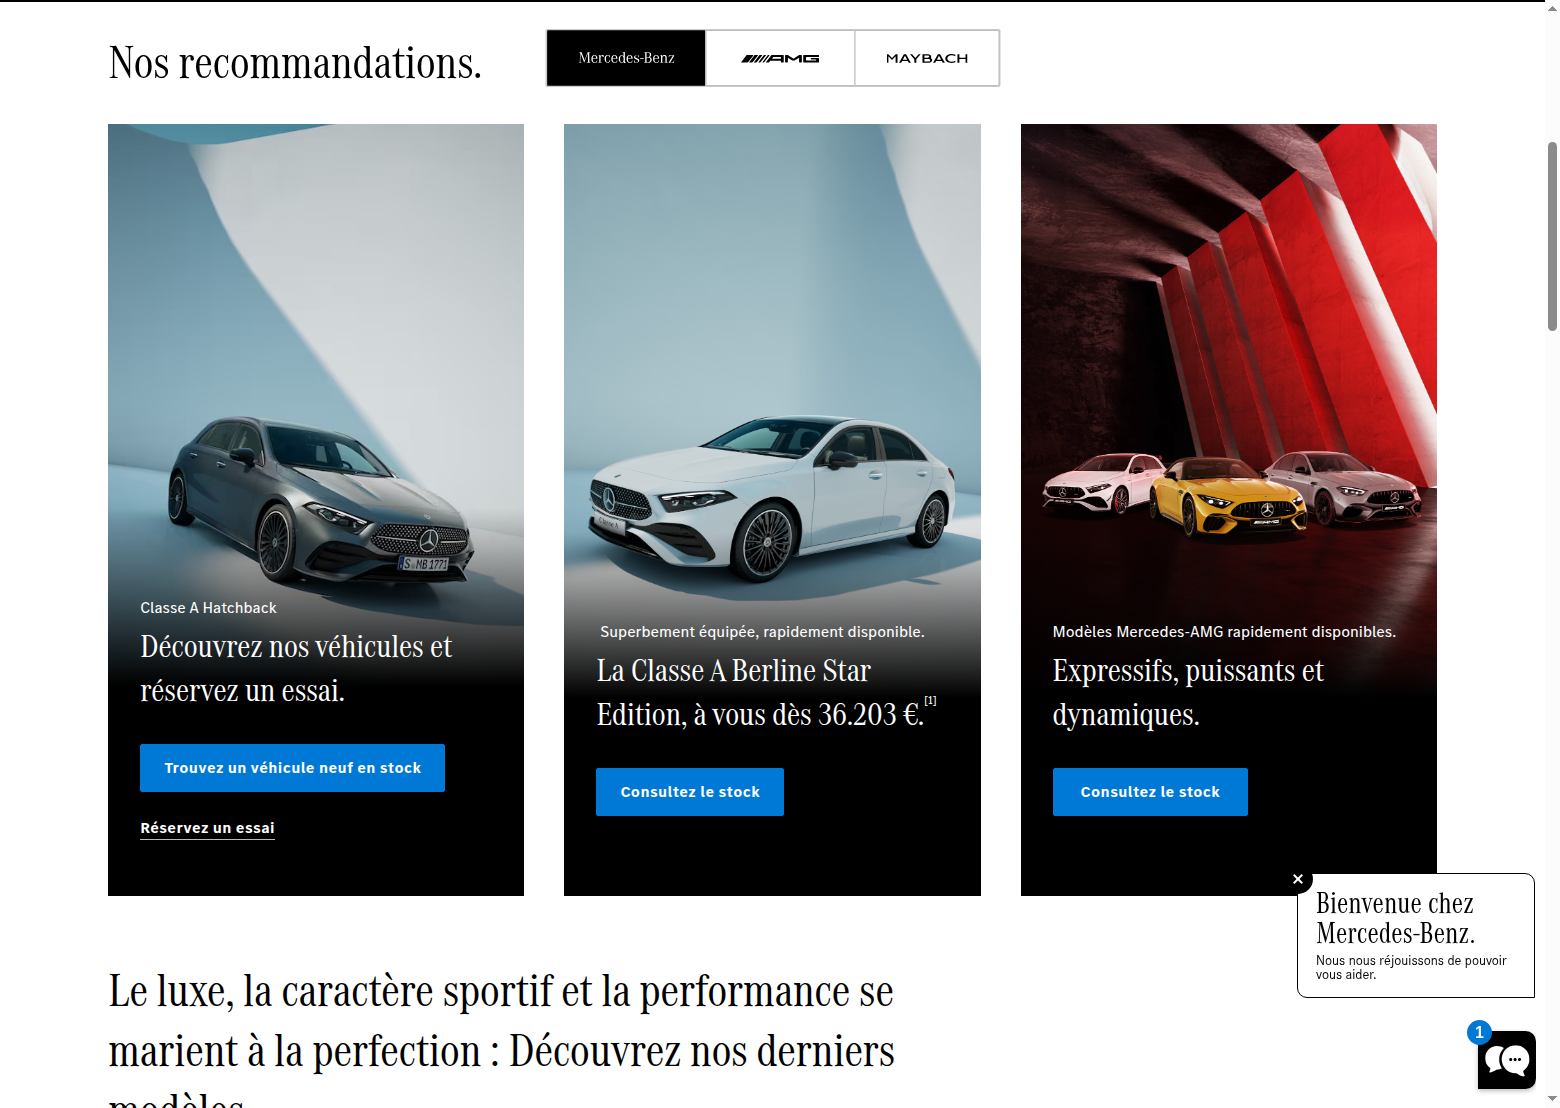 Nos recommandations.
Mercedes-Benz
AMG
MAYBACH
S MB 1771
Classe A Hatchback
Découvrez nos véhicules et
réservez un essai.
Trouvez un véhicule neuf en stock
Réservez un essai
Classe A
Superbement équipée, rapidement disponible.
La Classe A Berline Star
Edition, à vous dès 36.203 €.[1]
Consultez le stock
AMG
Modèles Mercedes-AMG rapidement disponibles.
Expressifs, puissants et
dynamiques.
Consultez le stock
Bienvenue chez
Mercedes-Benz.
Nous nous réjouissons de pouvoir
vous aider.
1
Le luxe, la caractère sportif et la performance se
marient à la perfection : Découvrez nos derniers
modèles